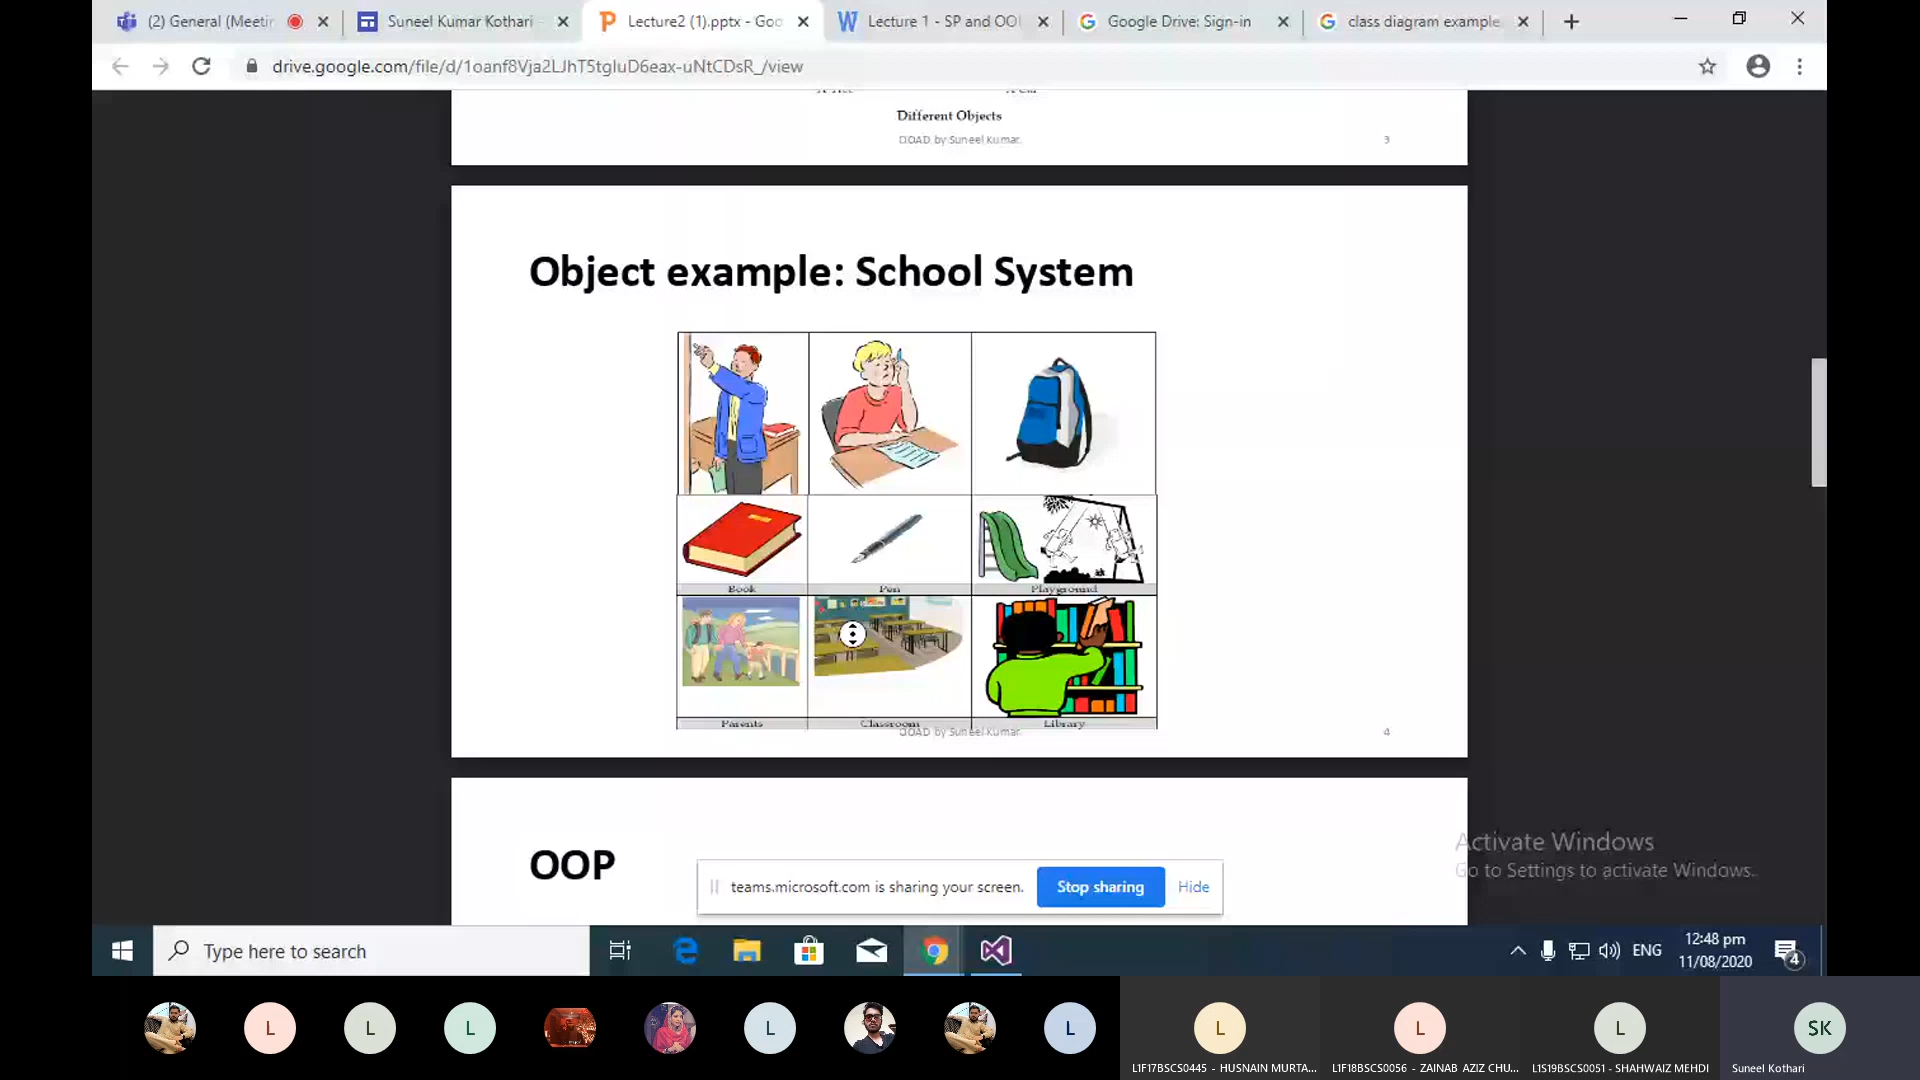 (2) General (Meetin
Suneel Kumar Kothari -
Lecture2 (1).pptx - Goo
Lecture 1 - SP and OO
Google Drive: Sign-in
class diagram example
drive.google.com/file/d/1oanf8Vja2LJhT5tgIuD6eax-uNtCDsR_/view
Different Objects
OOAD by Suneel Kumar
3
Object example: School System
Book
Pen
Playground
Parents
Classroom
Library
OOAD by Suneel Kumar
4
OOP
teams.microsoft.com is sharing your screen.
Stop sharing
Hide
Activate Windows
Go to Settings to activate Windows.
Type here to search
ENG
12:48 pm
11/08/2020
4
L
L
L
L
L
L
L
L
SK
L1F17BSCS0445 - HUSNAIN MURTA...
L1F18BSCS0056 - ZAINAB AZIZ CHU...
L1S19BSCS0051 - SHAHWAIZ MEHDI
Suneel Kothari